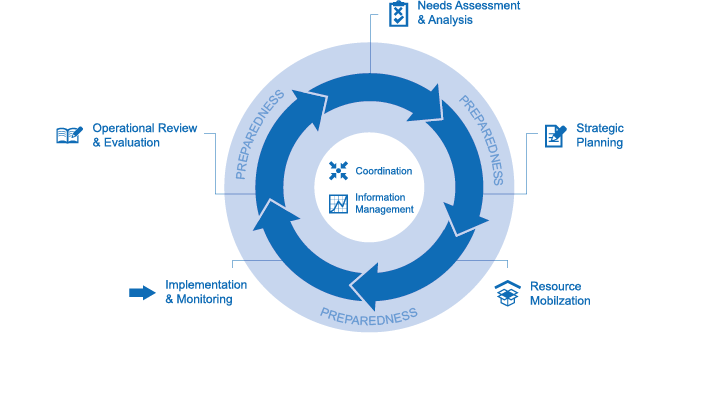 Needs Assessment
& Analysis
PREPAREDNESS
PREPAREDNESS
Operational Review
& Evaluation
Strategic
Planning
Coordination
Information
Management
Implementation
& Monitoring
Resource
Mobilzation
PREPAREDNESS